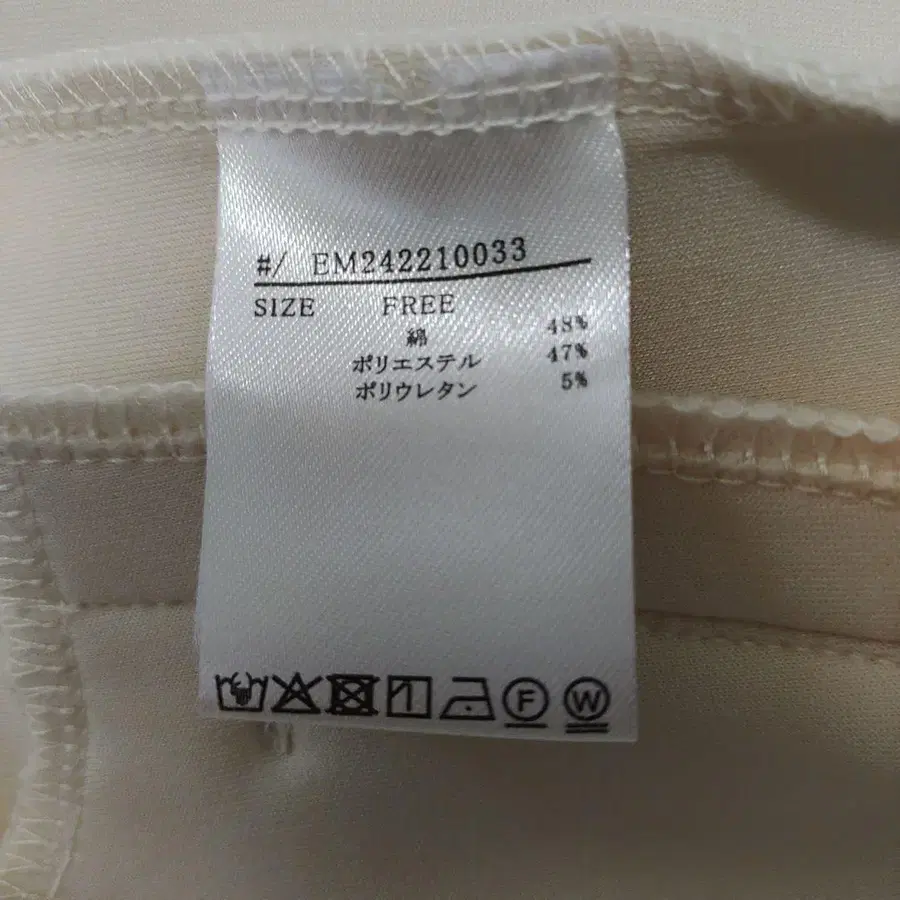 #/ EM242210033
SIZE FREE
綿 48%
ポリエステル 47%
ポリウレタン 5%
F W